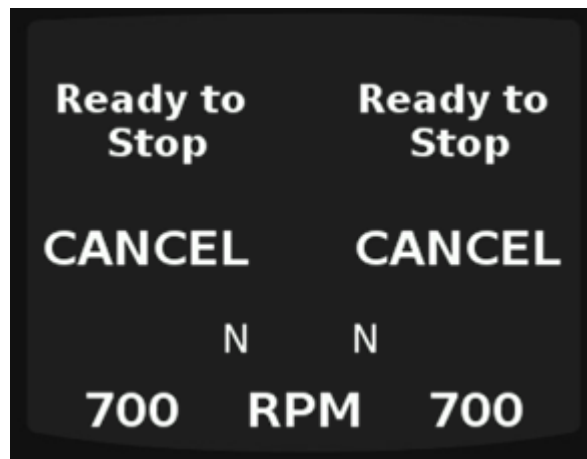 Ready to Stop
Ready to Stop
CANCEL CANCEL
N N
700 RPM 700